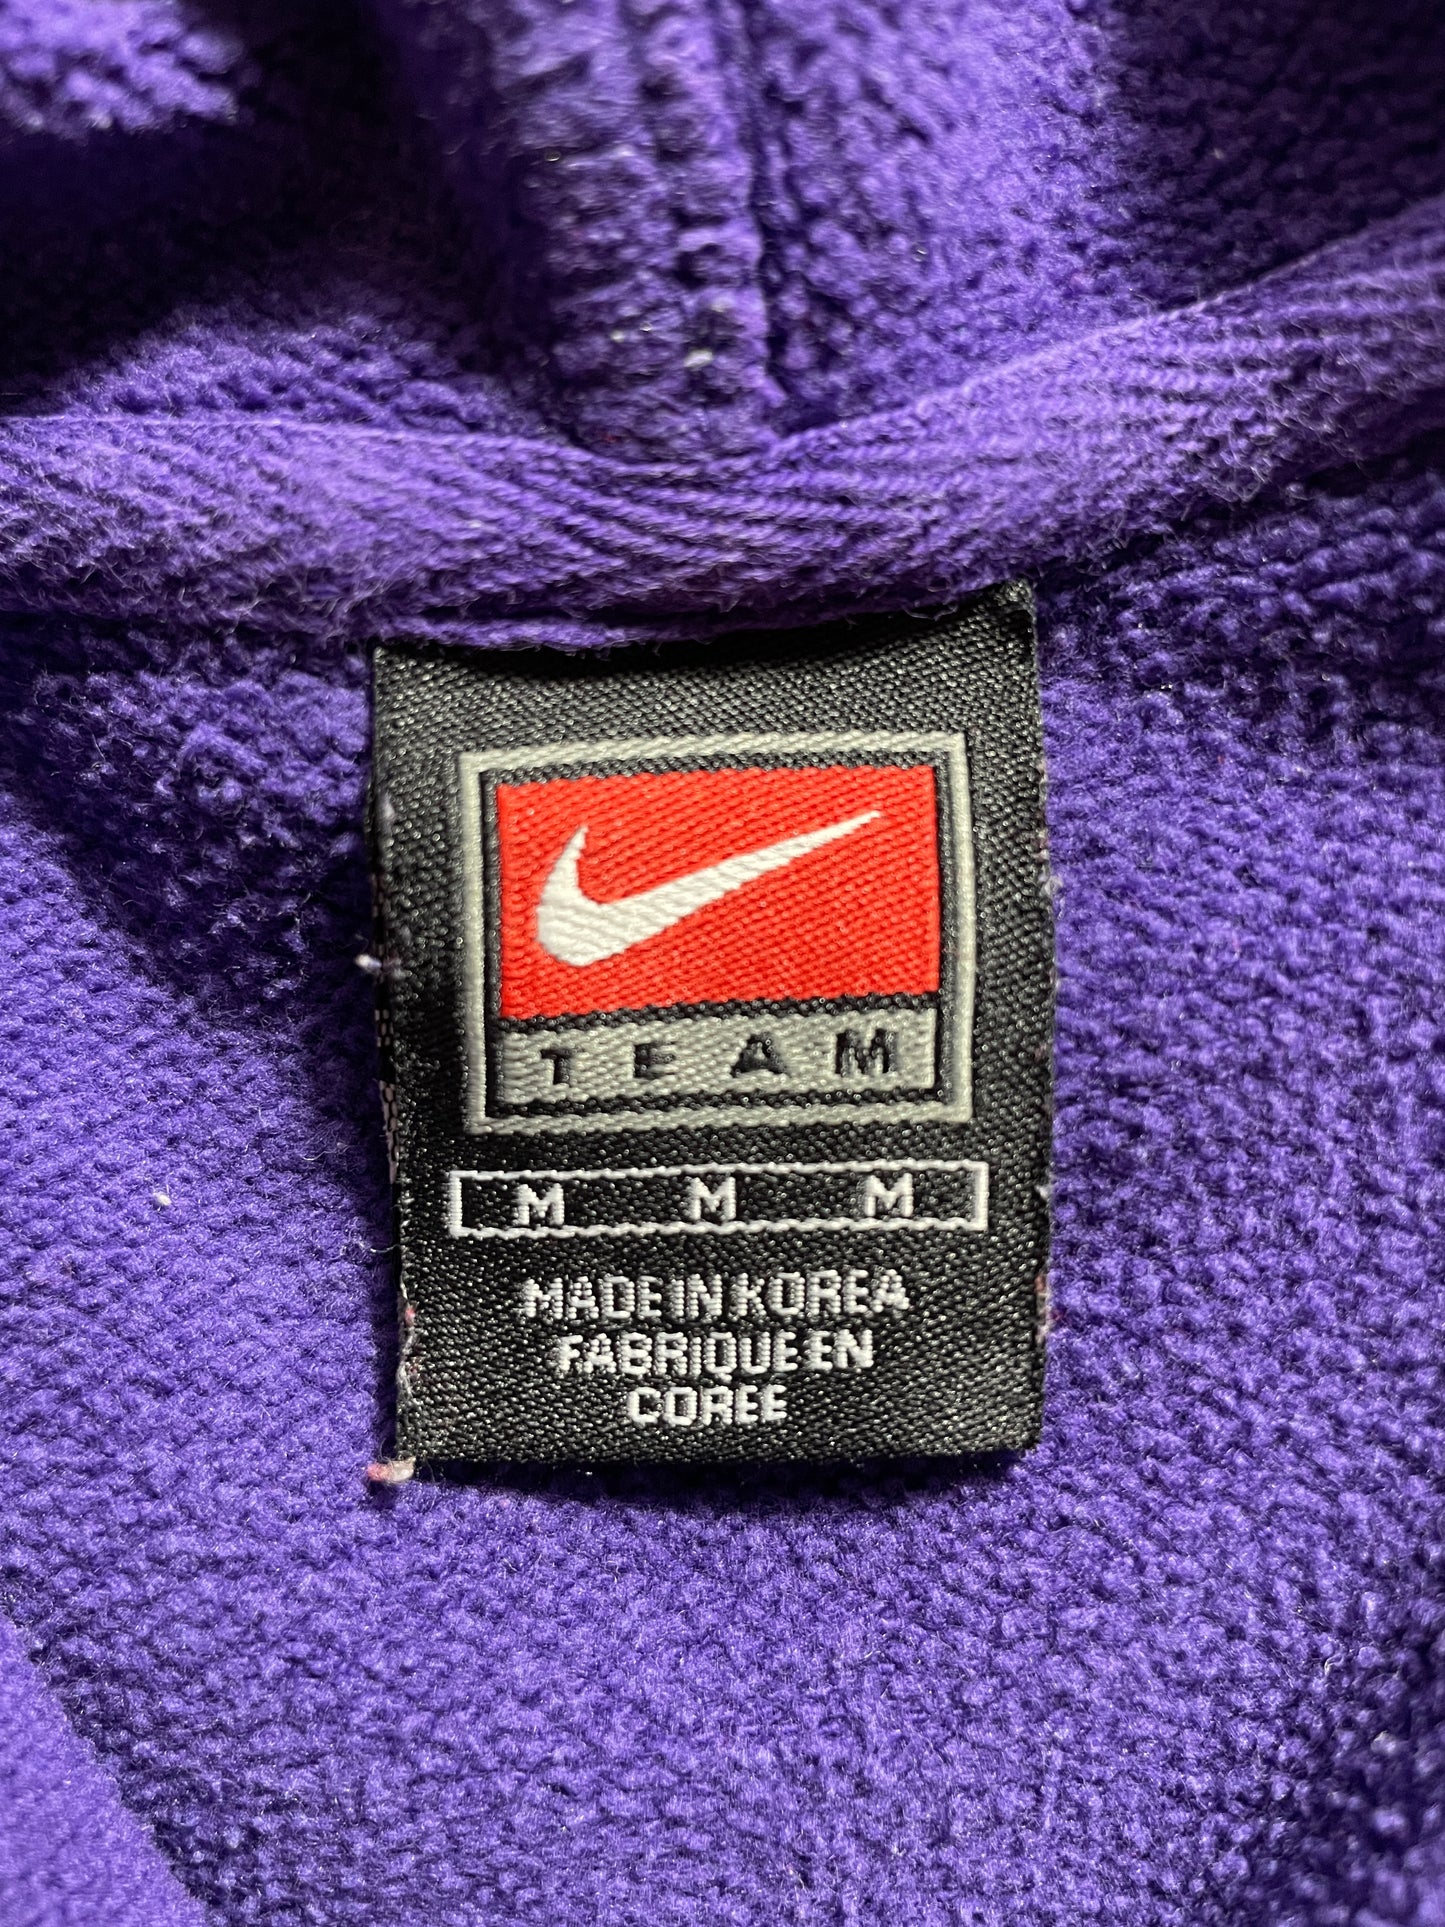 TEAM
M M M
MADE IN KOREA
FABRIQUE EN
COREE